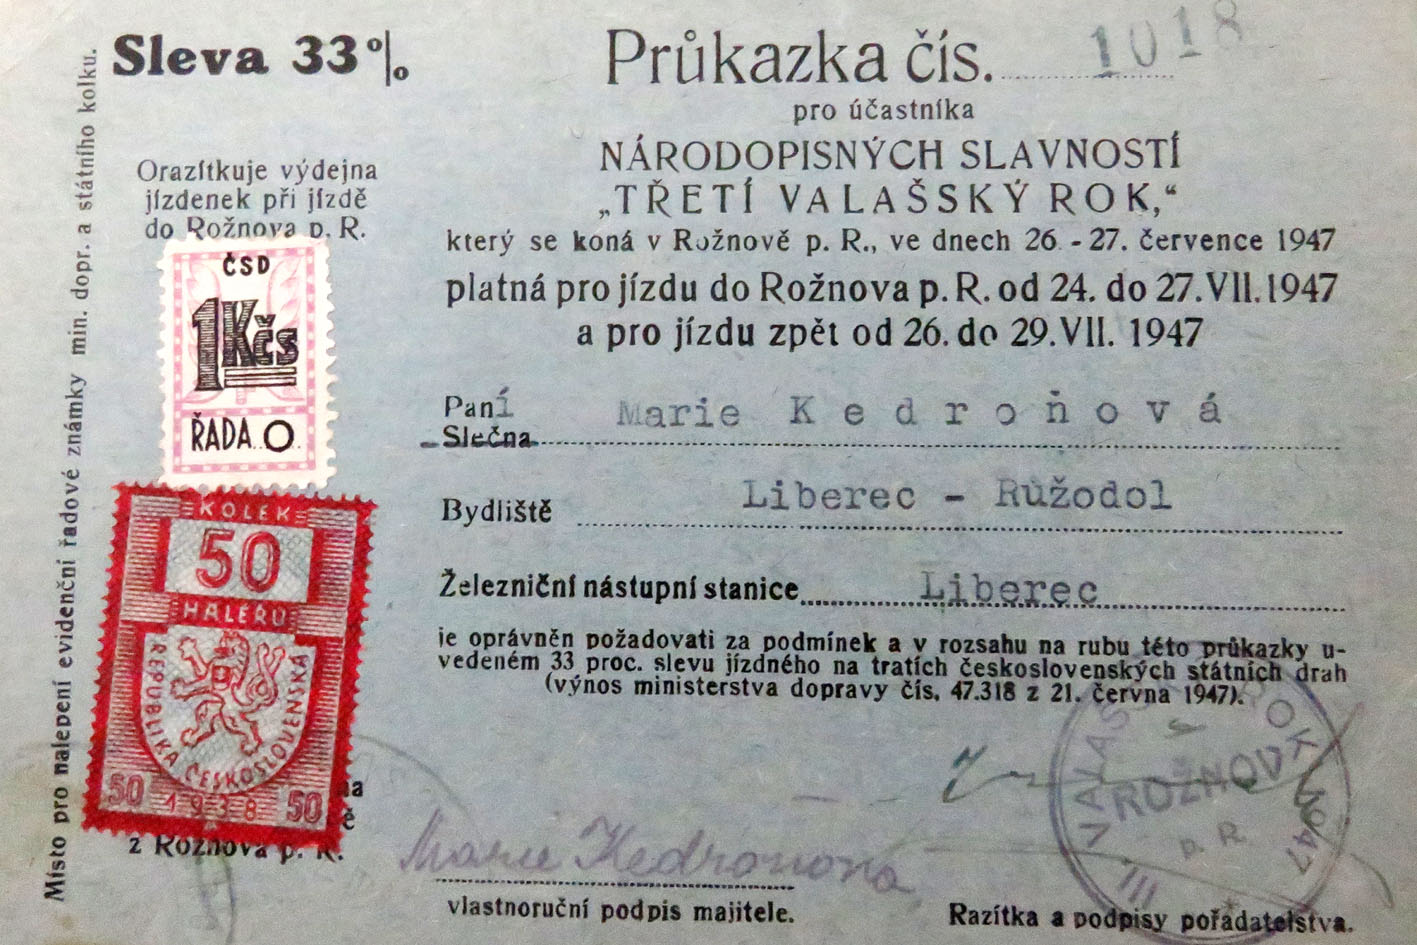 Místo pro nalepení evidenční řadové známky min. dopr. a státního kolku.
Sleva 33%
Orazítkuje výdejna
jízdenek při jízdě
do Rožnova p. R.
ČSD
1Kčs
ŘADA O
KOLEK
50
HALÉŘŮ
REPUBLIKA ČESKOSLOVENSKÁ
50 1938 50
z Rožnova p. R.
Průkazka čís. 1018
pro účastníka
NÁRODOPISNÝCH SLAVNOSTÍ
„TŘETÍ VALAŠSKÝ ROK,“
který se koná v Rožnově p. R., ve dnech 26 - 27. července 1947
platná pro jízdu do Rožnova p. R. od 24. do 27. VII. 1947
a pro jízdu zpět od 26. do 29. VII. 1947
Paní Marie Kedroňová
Slečna
Bydliště Liberec - Růžodol
Železniční nástupní stanice Liberec
je oprávněn požadovati za podmínek a v rozsahu na rubu této průkazky u-
vedeném 33 proc. slevu jízdného na tratích československých státních drah
(výnos ministerstva dopravy čís. 47.318 z 21. června 1947).
VALAŠSKÝ ROK 1947
ROŽNOV
p. R.
III
Marie Kedronova
vlastnoruční podpis majitele.
Razítka a podpisy pořadatelstva.